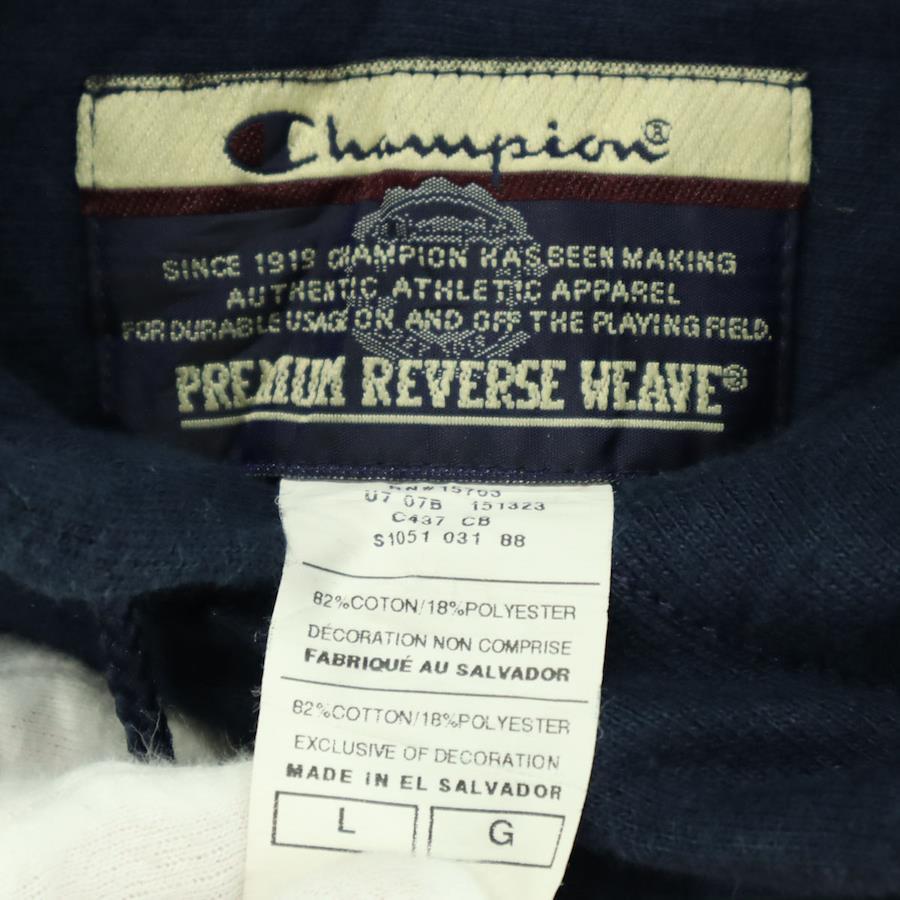 Champion®
SINCE 1919 CHAMPION HAS BEEN MAKING
AUTHENTIC ATHLETIC APPAREL
FOR DURABLE USAGE ON AND OFF THE PLAYING FIELD.
PREMIUM REVERSE WEAVE®
RN#15763
U7 07B 151323
C437 CB
S1051 031 88
82%COTON/18%POLYESTER
DÉCORATION NON COMPRISE
FABRIQUÉ AU SALVADOR
82%COTTON/18%POLYESTER
EXCLUSIVE OF DECORATION
MADE IN EL SALVADOR
L G